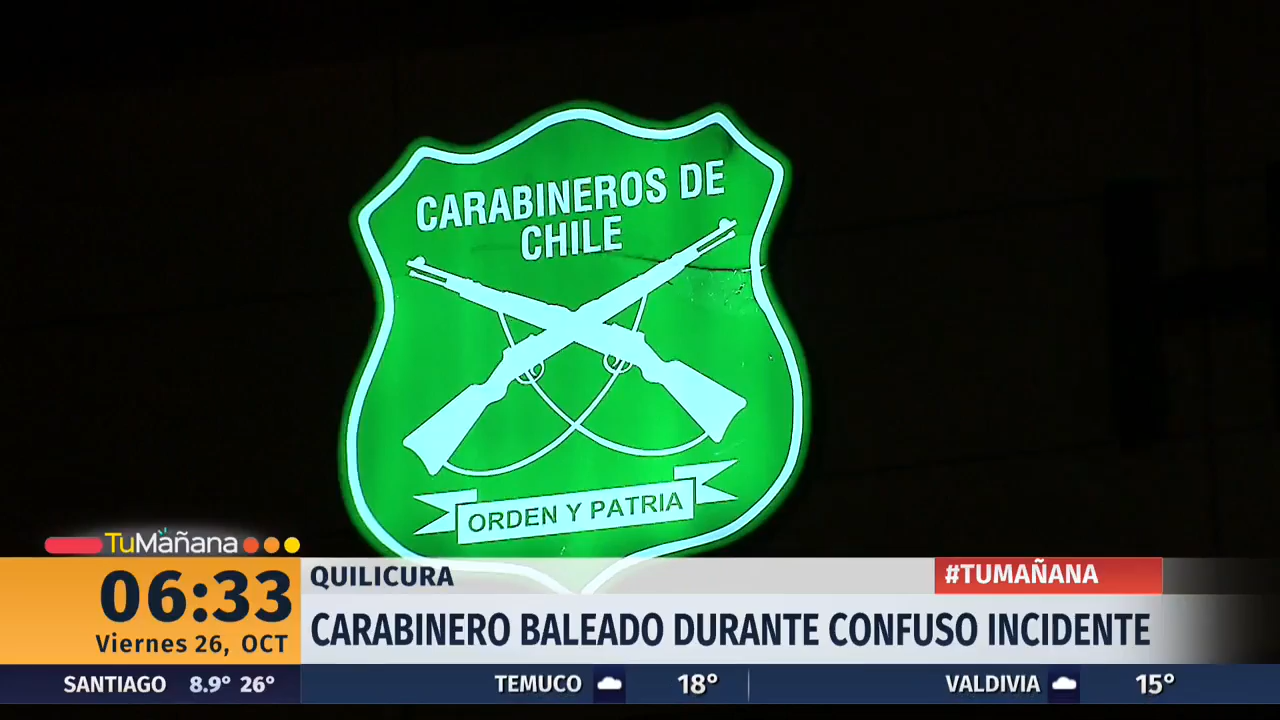 CARABINEROS DE
CHILE
ORDEN Y PATRIA
TuMañana
06:33
Viernes 26, OCT
QUILICURA
#TUMAÑANA
CARABINERO BALEADO DURANTE CONFUSO INCIDENTE
SANTIAGO 8.9° 26°
TEMUCO 18°
VALDIVIA 15°